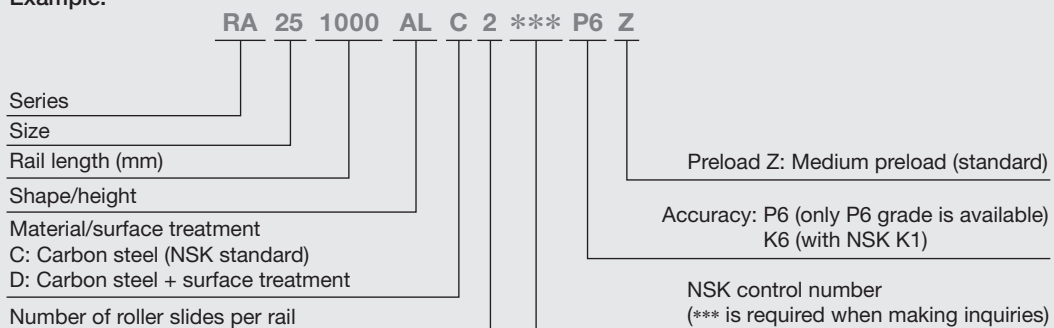 Example:
RA 25 1000 AL C 2 *** P6 Z
Series
Size
Rail length (mm)
Shape/height
Material/surface treatment
C: Carbon steel (NSK standard)
D: Carbon steel + surface treatment
Number of roller slides per rail
Preload Z: Medium preload (standard)
Accuracy: P6 (only P6 grade is available)
K6 (with NSK K1)
NSK control number
(*** is required when making inquiries)